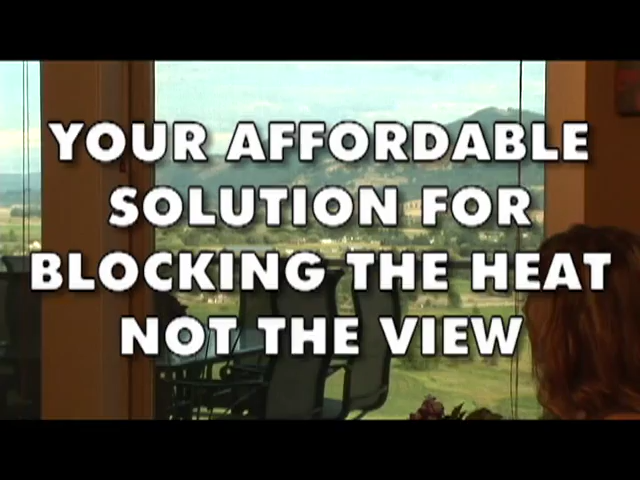 YOUR AFFORDABLE
SOLUTION FOR
BLOCKING THE HEAT
NOT THE VIEW